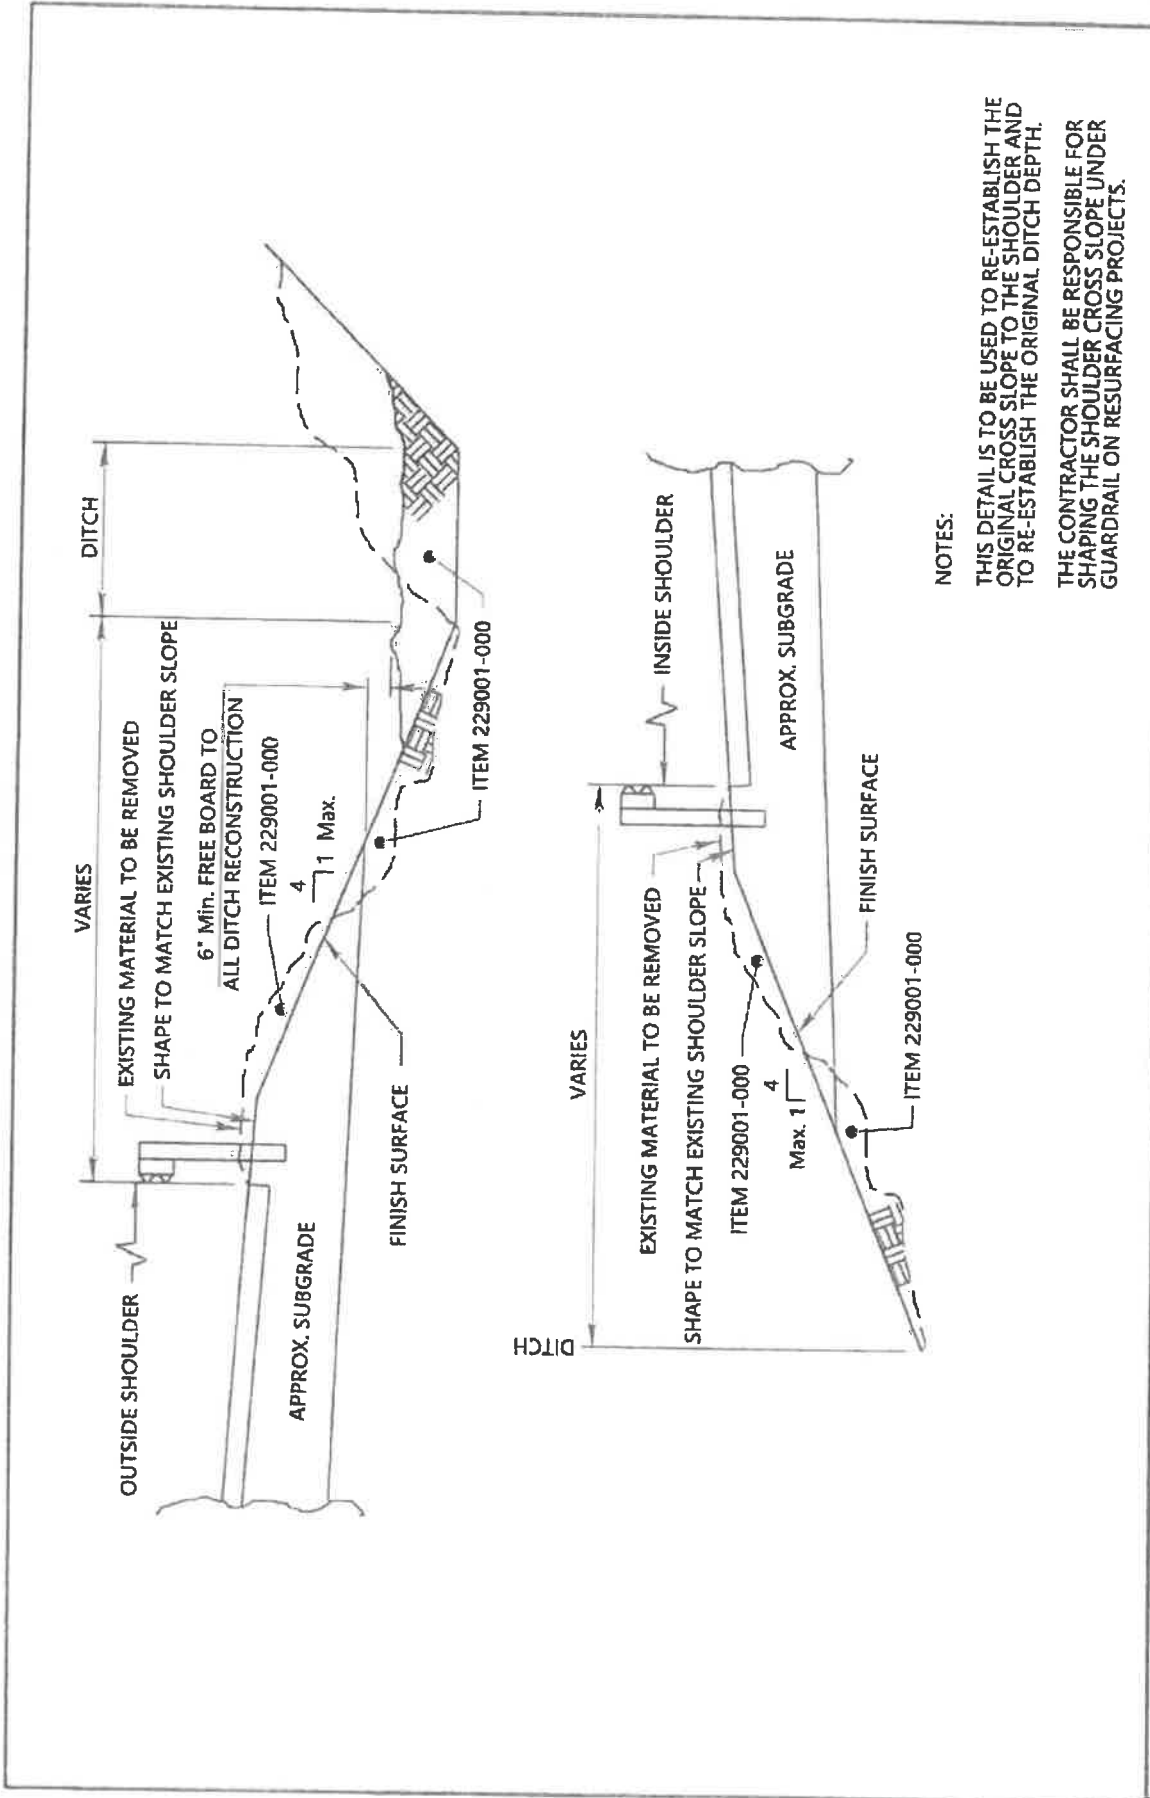 DITCH
VARIES
EXISTING MATERIAL TO BE REMOVED
SHAPE TO MATCH EXISTING SHOULDER SLOPE
6" Min. FREE BOARD TO
ALL DITCH RECONSTRUCTION
ITEM 229001-000
4
1 Max.
OUTSIDE SHOULDER
APPROX. SUBGRADE
FINISH SURFACE
ITEM 229001-000
DITCH
VARIES
INSIDE SHOULDER
EXISTING MATERIAL TO BE REMOVED
SHAPE TO MATCH EXISTING SHOULDER SLOPE
ITEM 229001-000
4
Max. 1
APPROX. SUBGRADE
FINISH SURFACE
ITEM 229001-000
NOTES:
THIS DETAIL IS TO BE USED TO RE-ESTABLISH THE
ORIGINAL CROSS SLOPE TO THE SHOULDER AND
TO RE-ESTABLISH THE ORIGINAL DITCH DEPTH.
THE CONTRACTOR SHALL BE RESPONSIBLE FOR
SHAPING THE SHOULDER CROSS SLOPE UNDER
GUARDRAIL ON RESURFACING PROJECTS.